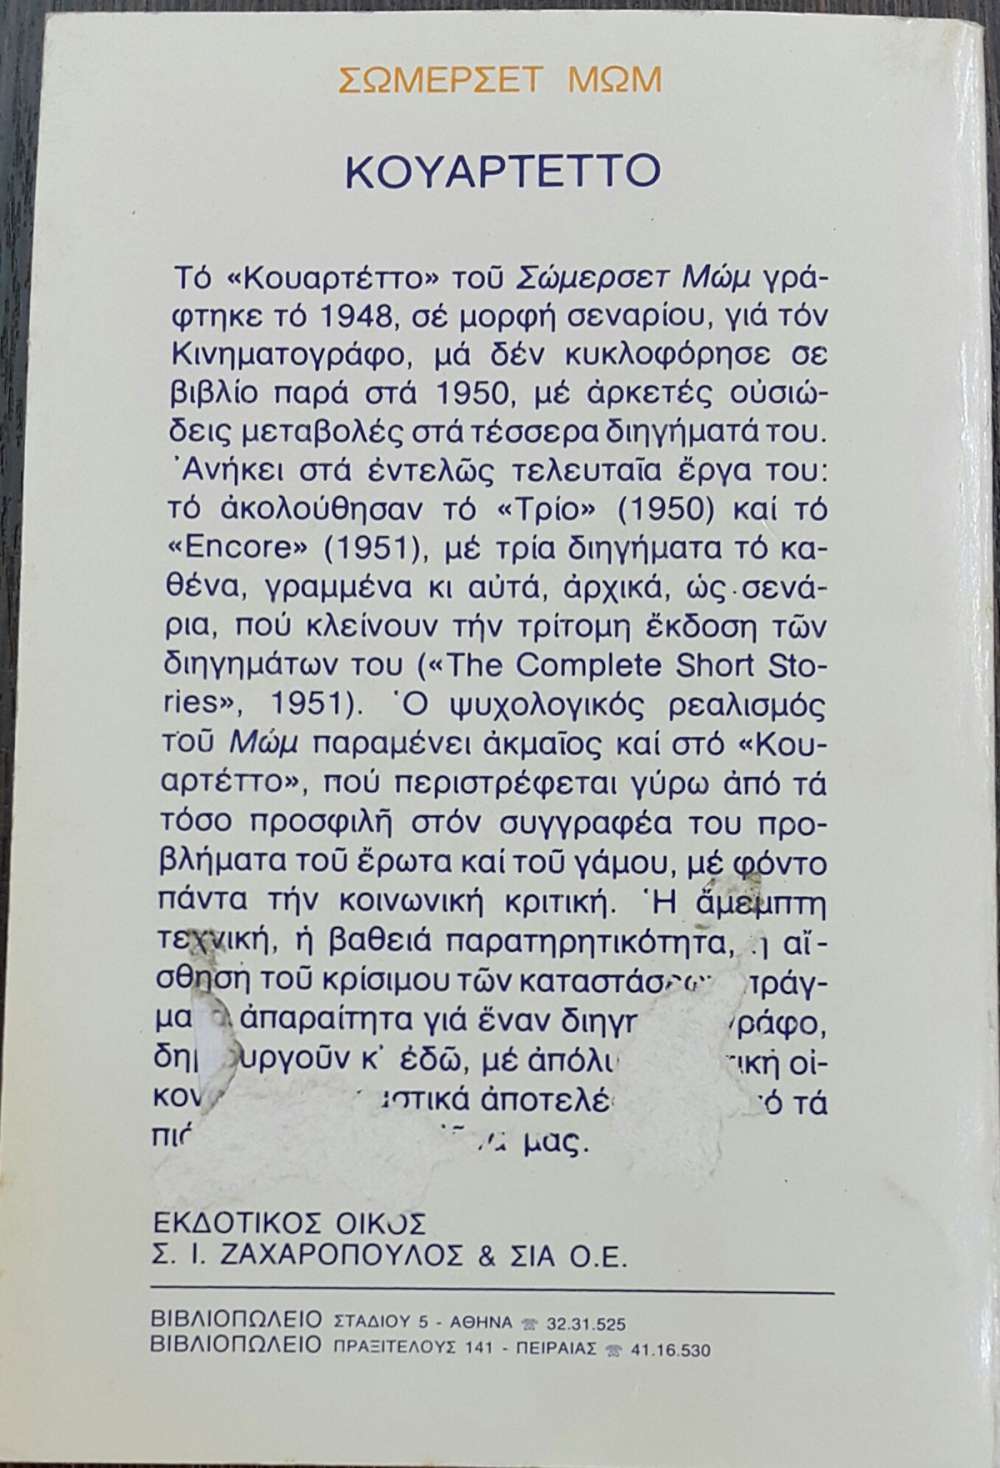 ΣΩΜΕΡΣΕΤ ΜΩΜ
ΚΟΥΑΡΤΕΤΤΟ
Τό «Κουαρτέττο» τοῦ Σώμερσετ Μώμ γρά-
φτηκε τό 1948, σέ μορφή σεναρίου, γιά τόν
Κινηματογράφο, μά δέν κυκλοφόρησε σε
βιβλίο παρά στά 1950, μέ ἀρκετές οὐσιώ-
δεις μεταβολές στά τέσσερα διηγήματά του.
Ἀνήκει στά ἐντελῶς τελευταῖα ἔργα του:
τό ἀκολούθησαν τό «Τρίο» (1950) καί τό
«Encore» (1951), μέ τρία διηγήματα τό κα-
θένα, γραμμένα κι αὐτά, ἀρχικά, ὡς σενά-
ρια, πού κλείνουν τήν τρίτομη ἔκδοση τῶν
διηγημάτων του («The Complete Short Sto-
ries», 1951). Ὁ ψυχολογικός ρεαλισμός
τοῦ Μώμ παραμένει ἀκμαῖος καί στό «Κου-
αρτέττο», πού περιστρέφεται γύρω ἀπό τά
τόσο προσφιλῆ στόν συγγραφέα του προ-
βλήματα τοῦ ἔρωτα καί τοῦ γάμου, μέ φόντο
πάντα τήν κοινωνική κριτική. Ἡ ἄμεμπτη
τεχνική, ἡ βαθειά παρατηρητικότητα, ἡ αἴ-
σθηση τοῦ κρίσιμου τῶν καταστάσεων πράγ-
ἀπαραίτητα γιά ἕναν
δημιουργοῦν κ' ἐδῶ, μέ οἰ-
τά
μας.
ΕΚΔΟΤΙΚΟΣ ΟΙΚΟΣ
Σ. Ι. ΖΑΧΑΡΟΠΟΥΛΟΣ & ΣΙΑ Ο.Ε.
ΒΙΒΛΙΟΠΩΛΕΙΟ ΣΤΑΔΙΟΥ 5 - ΑΘΗΝΑ ☏ 32.31.525
ΒΙΒΛΙΟΠΩΛΕΙΟ ΠΡΑΞΙΤΕΛΟΥΣ 141 - ΠΕΙΡΑΙΑΣ ☏ 41.16.530